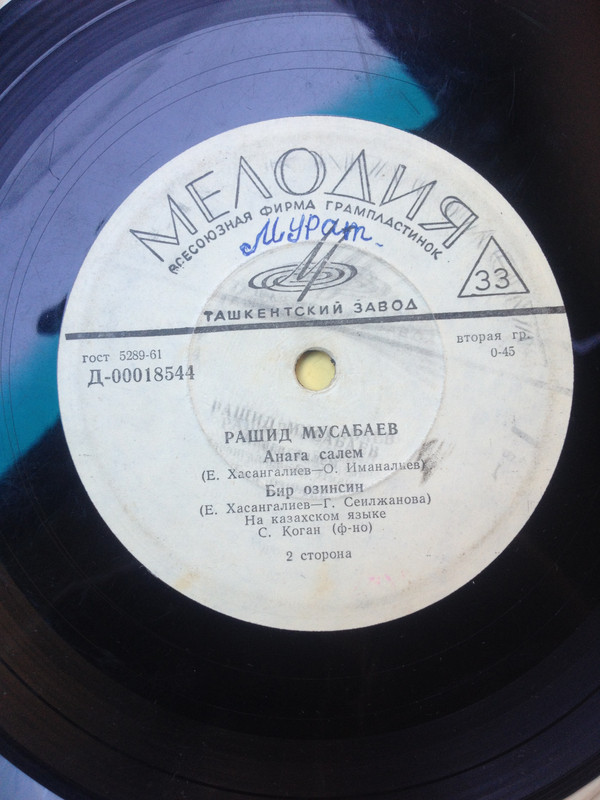 МЕЛОДИЯ
ВСЕСОЮЗНАЯ ФИРМА ГРАМПЛАСТИНОК
Мурат.
33
ТАШКЕНТСКИЙ ЗАВОД
гост 5289-61
Д-00018544
вторая гр.
0-45
РАШИД МУСАБАЕВ
Анаға салем
(Е. Хасангалиев—О. Иманалиев)
Бир озинсин
(Е. Хасангалиев—Г. Сеилжанова)
На казахском языке
С. Коган (ф-но)
2 сторона